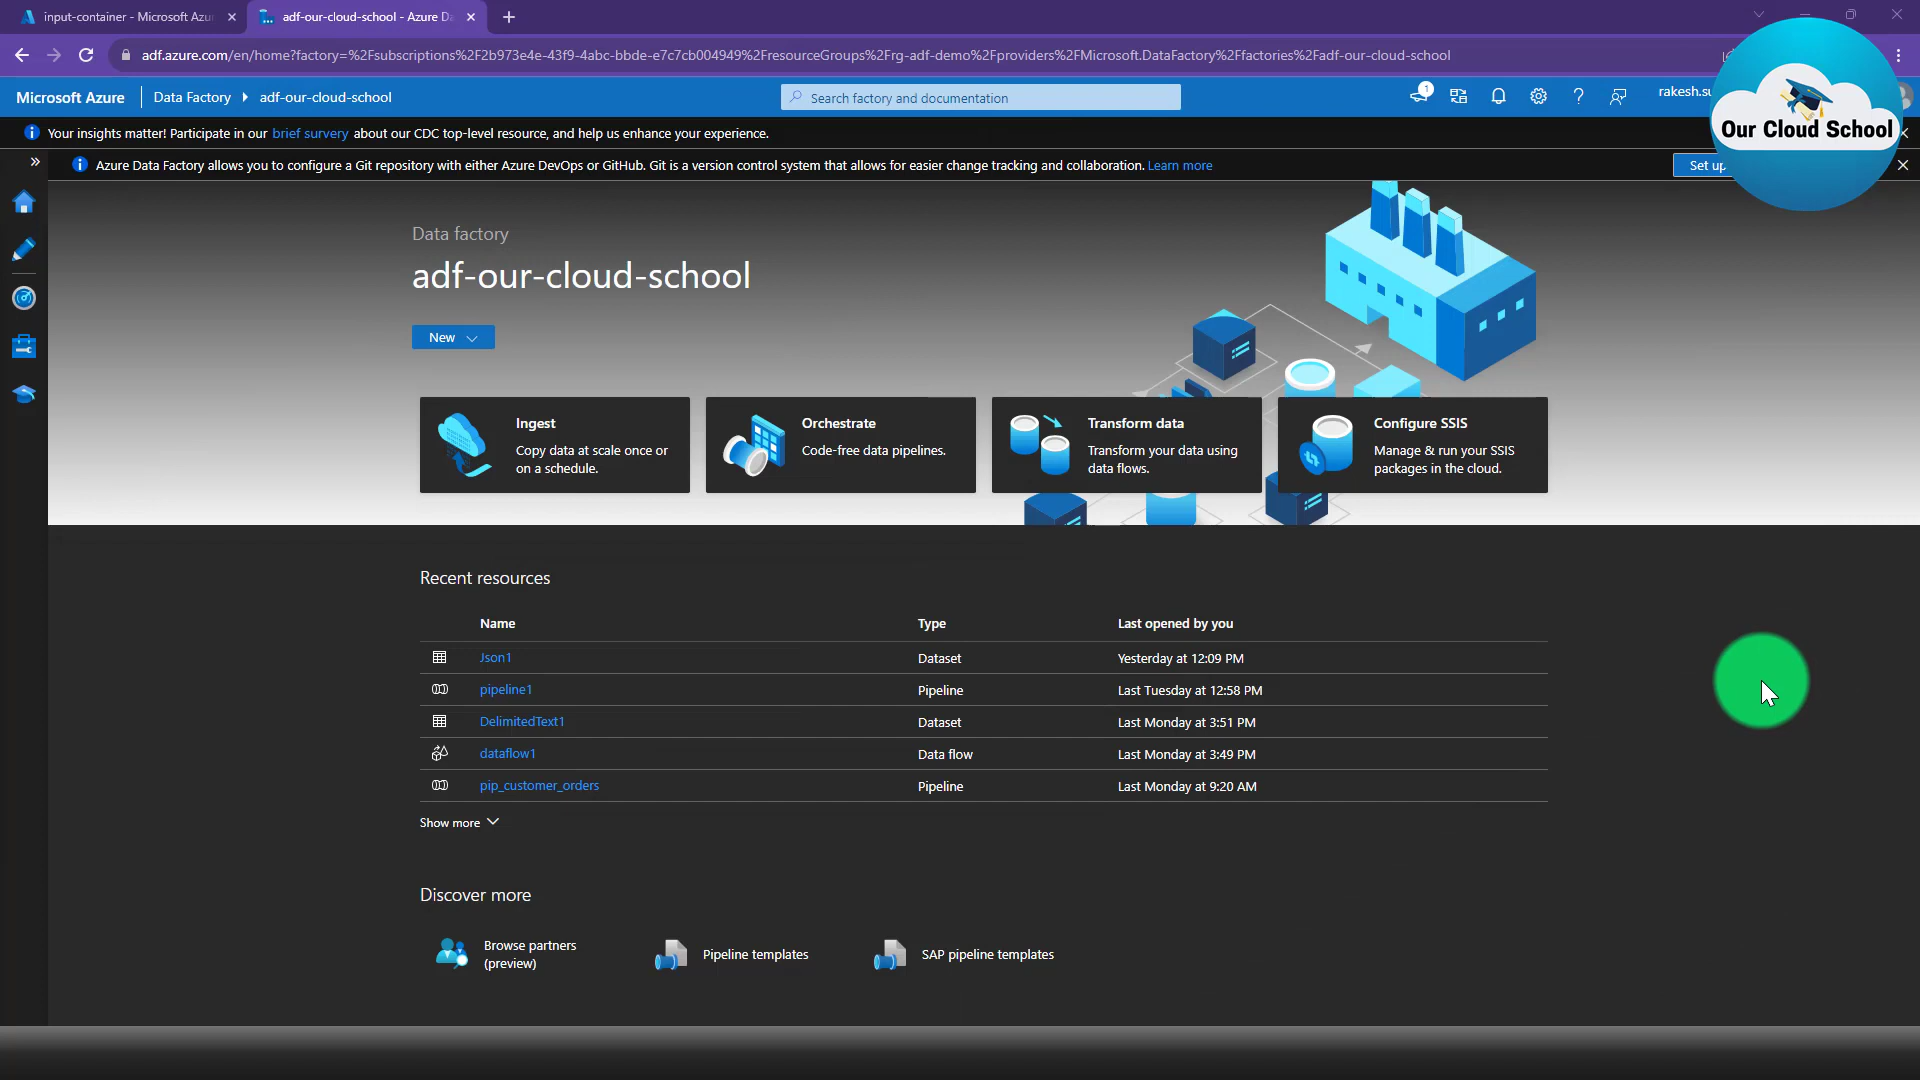 input-container - Microsoft Azu
adf-our-cloud-school - Azure Da
adf.azure.com/en/home?factory=%2Fsubscriptions%2F2b973e4e-43f9-4abc-bbde-e7c7cb004949%2FresourceGroups%2Frg-adf-demo%2Fproviders%2FMicrosoft.DataFactory%2Ffactories%2Fadf-our-cloud-school
Microsoft Azure
Data Factory
adf-our-cloud-school
Search factory and documentation
1
rakesh.su
Our Cloud School
Your insights matter! Participate in our brief survey about our CDC top-level resource, and help us enhance your experience.
Azure Data Factory allows you to configure a Git repository with either Azure DevOps or GitHub. Git is a version control system that allows for easier change tracking and collaboration. Learn more
Set up
Data factory
adf-our-cloud-school
New
Ingest
Copy data at scale once or
on a schedule.
Orchestrate
Code-free data pipelines.
Transform data
Transform your data using
data flows.
Configure SSIS
Manage & run your SSIS
packages in the cloud.
Recent resources
Name Type Last opened by you
Json1 Dataset Yesterday at 12:09 PM
pipeline1 Pipeline Last Tuesday at 12:58 PM
DelimitedText1 Dataset Last Monday at 3:51 PM
dataflow1 Data flow Last Monday at 3:49 PM
pip_customer_orders Pipeline Last Monday at 9:20 AM
Show more
Discover more
Browse partners
(preview)
Pipeline templates
SAP pipeline templates